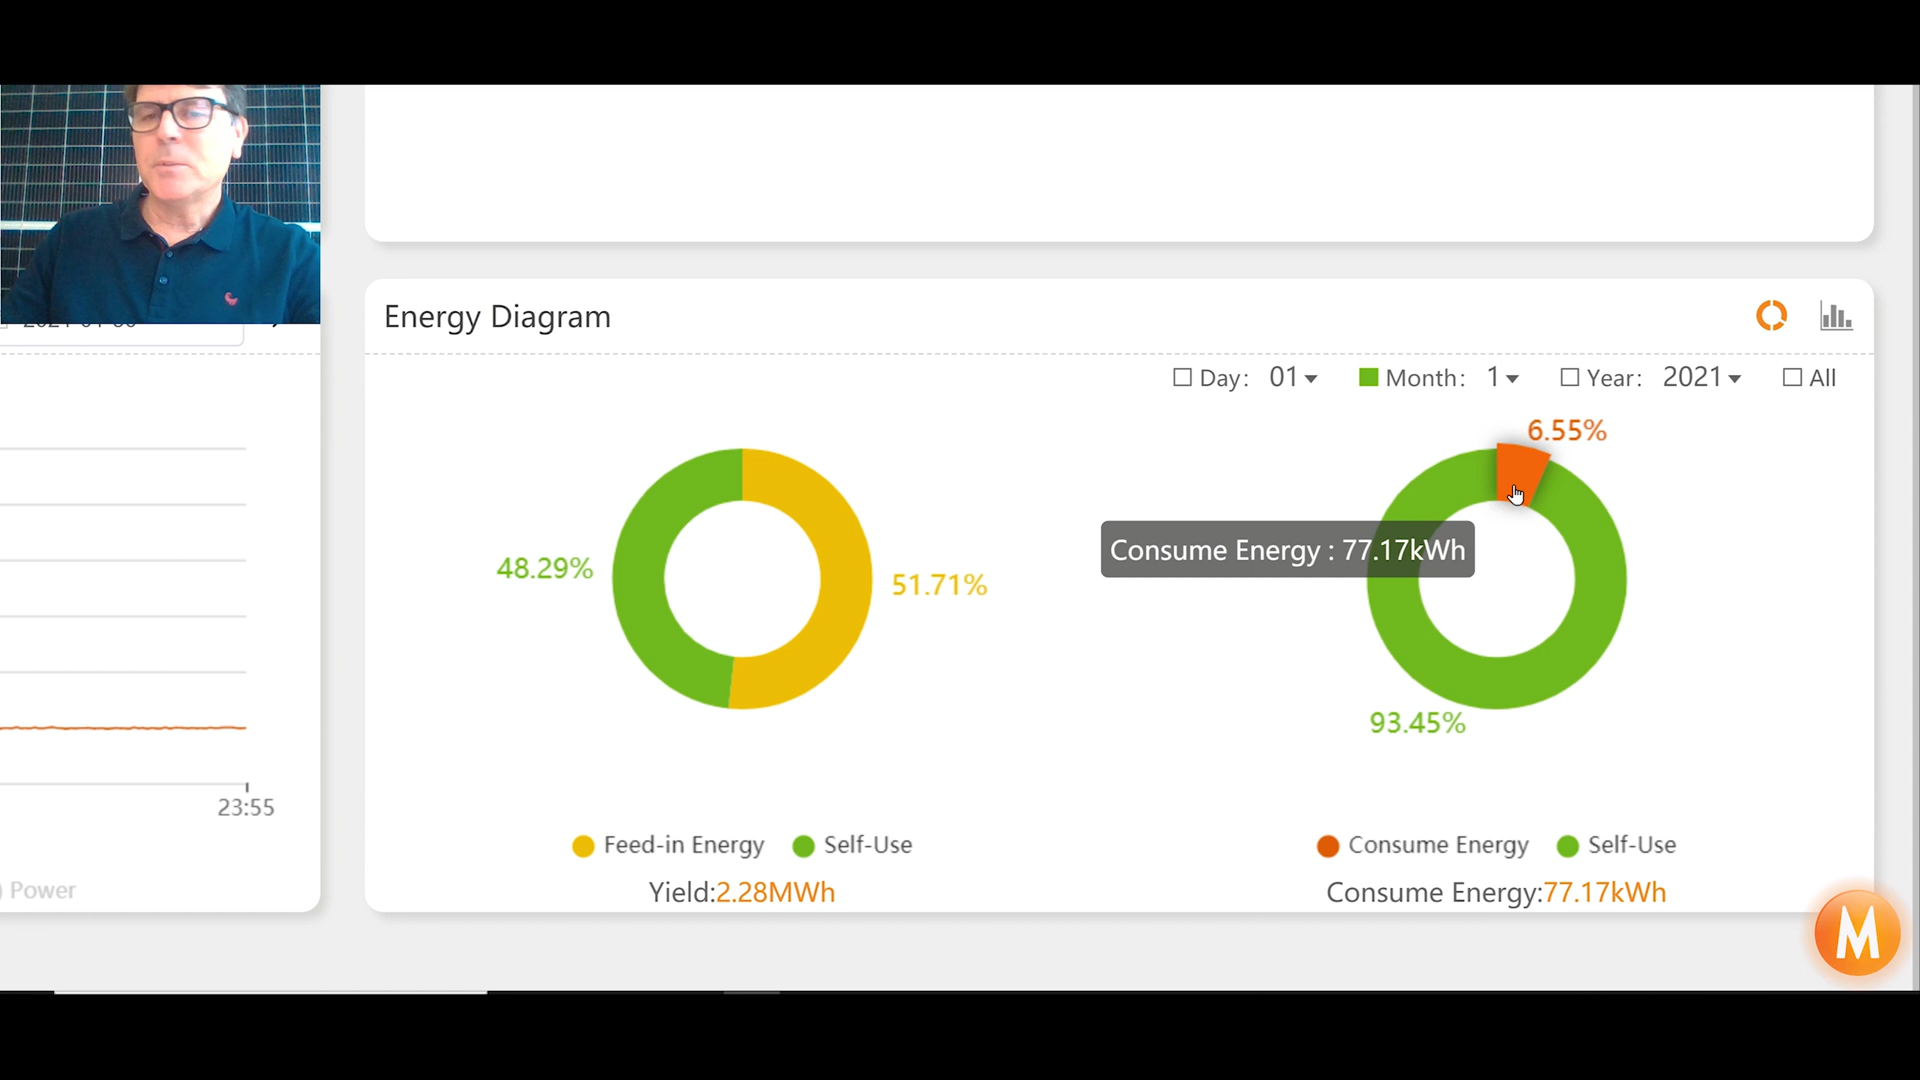 Energy Diagram
Day: 01 Month: 1 Year: 2021 All
6.55%
Consume Energy : 77.17kWh
48.29%
51.71%
93.45%
23:55
Feed-in Energy Self-Use
Consume Energy Self-Use
Power
Yield:2.28MWh
Consume Energy:77.17kWh
M